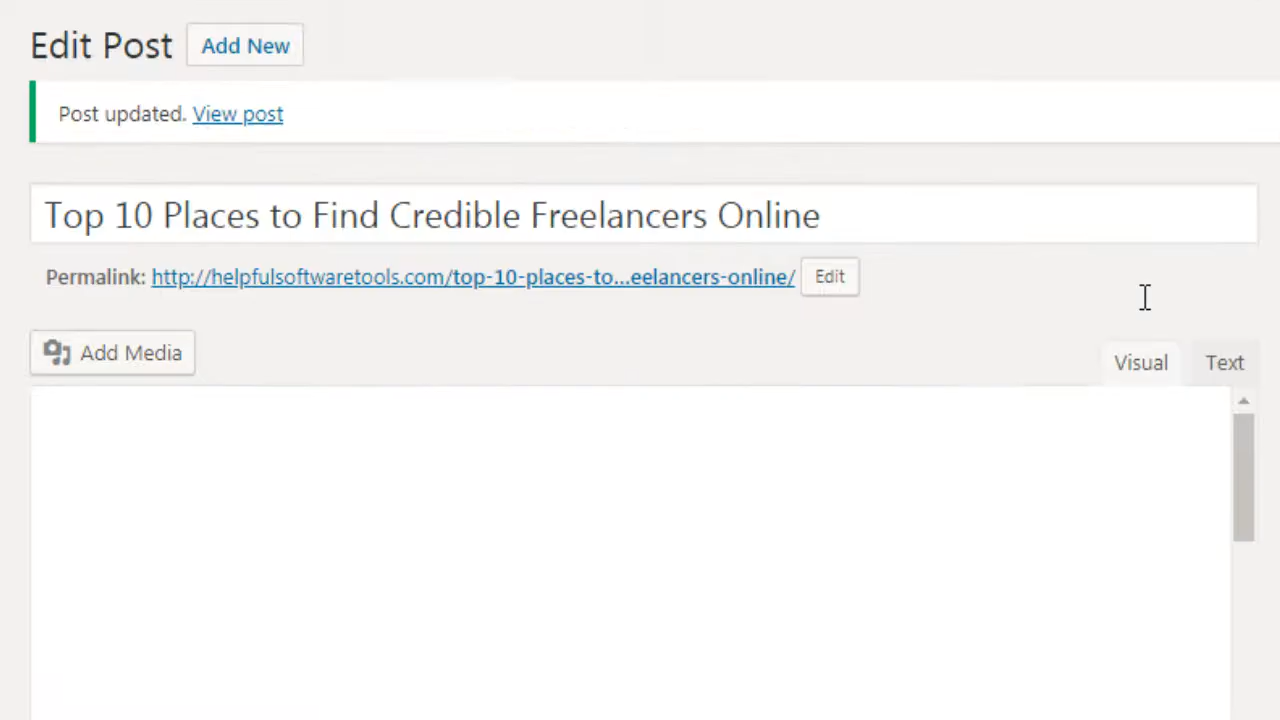 Edit Post Add New
Post updated. View post
Top 10 Places to Find Credible Freelancers Online
Permalink: http://helpfulsoftwaretools.com/top-10-places-to...eelancers-online/ Edit
Add Media
Visual Text